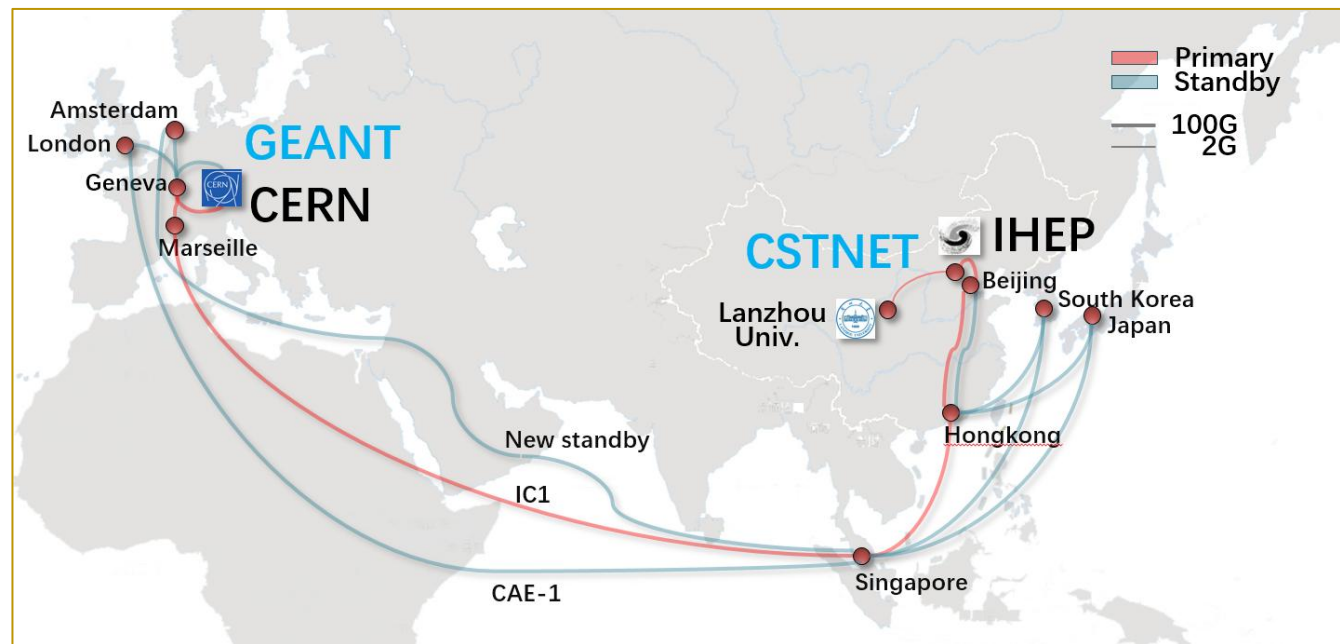 Primary
Standby
100G
2G
Amsterdam
London
GEANT
Geneva
CERN
CERN
Marseille
IHEP
CSTNET
Beijing
South Korea
Japan
Lanzhou
Univ.
Hongkong
New standby
IC1
Singapore
CAE-1